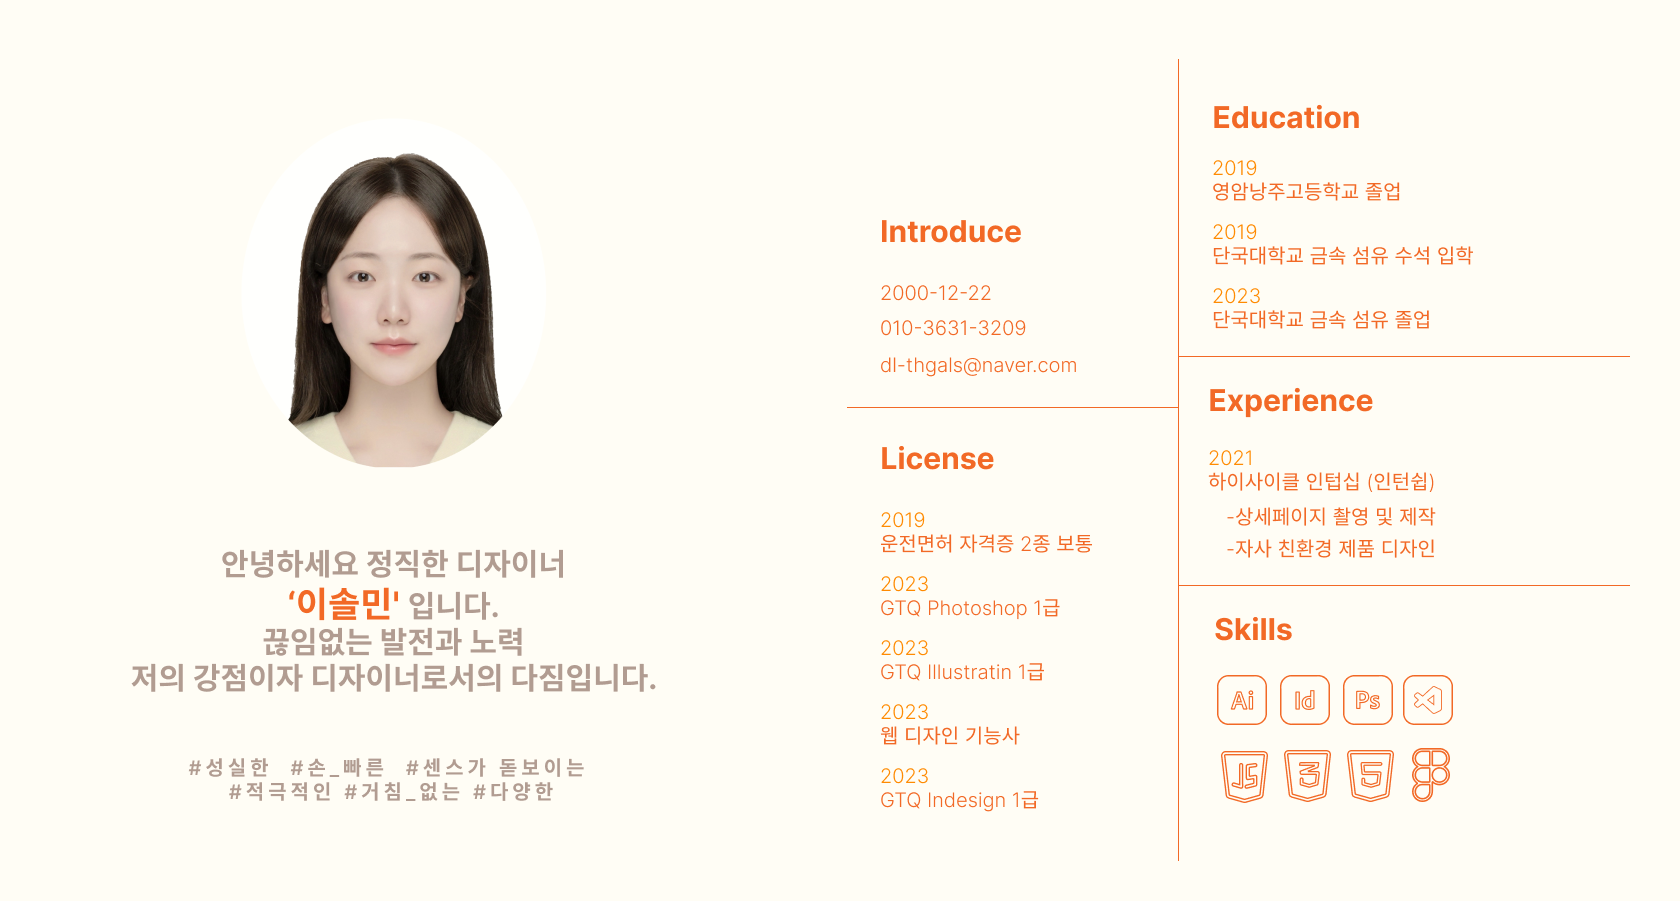 안녕하세요 정직한 디자이너
‘이솔민' 입니다.
끊임없는 발전과 노력
저의 강점이자 디자이너로서의 다짐입니다.
#성실한 #손_빠른 #센스가 돋보이는
#적극적인 #거침_없는 #다양한
Introduce
2000-12-22
010-3631-3209
dl-thgals@naver.com
License
2019
운전면허 자격증 2종 보통
2023
GTQ Photoshop 1급
2023
GTQ Illustratin 1급
2023
웹 디자인 기능사
2023
GTQ Indesign 1급
Education
2019
영암낭주고등학교 졸업
2019
단국대학교 금속 섬유 수석 입학
2023
단국대학교 금속 섬유 졸업
Experience
2021
하이사이클 인텁십 (인턴쉽)
-상세페이지 촬영 및 제작
-자사 친환경 제품 디자인
Skills
Ai Id Ps
JS 3 5